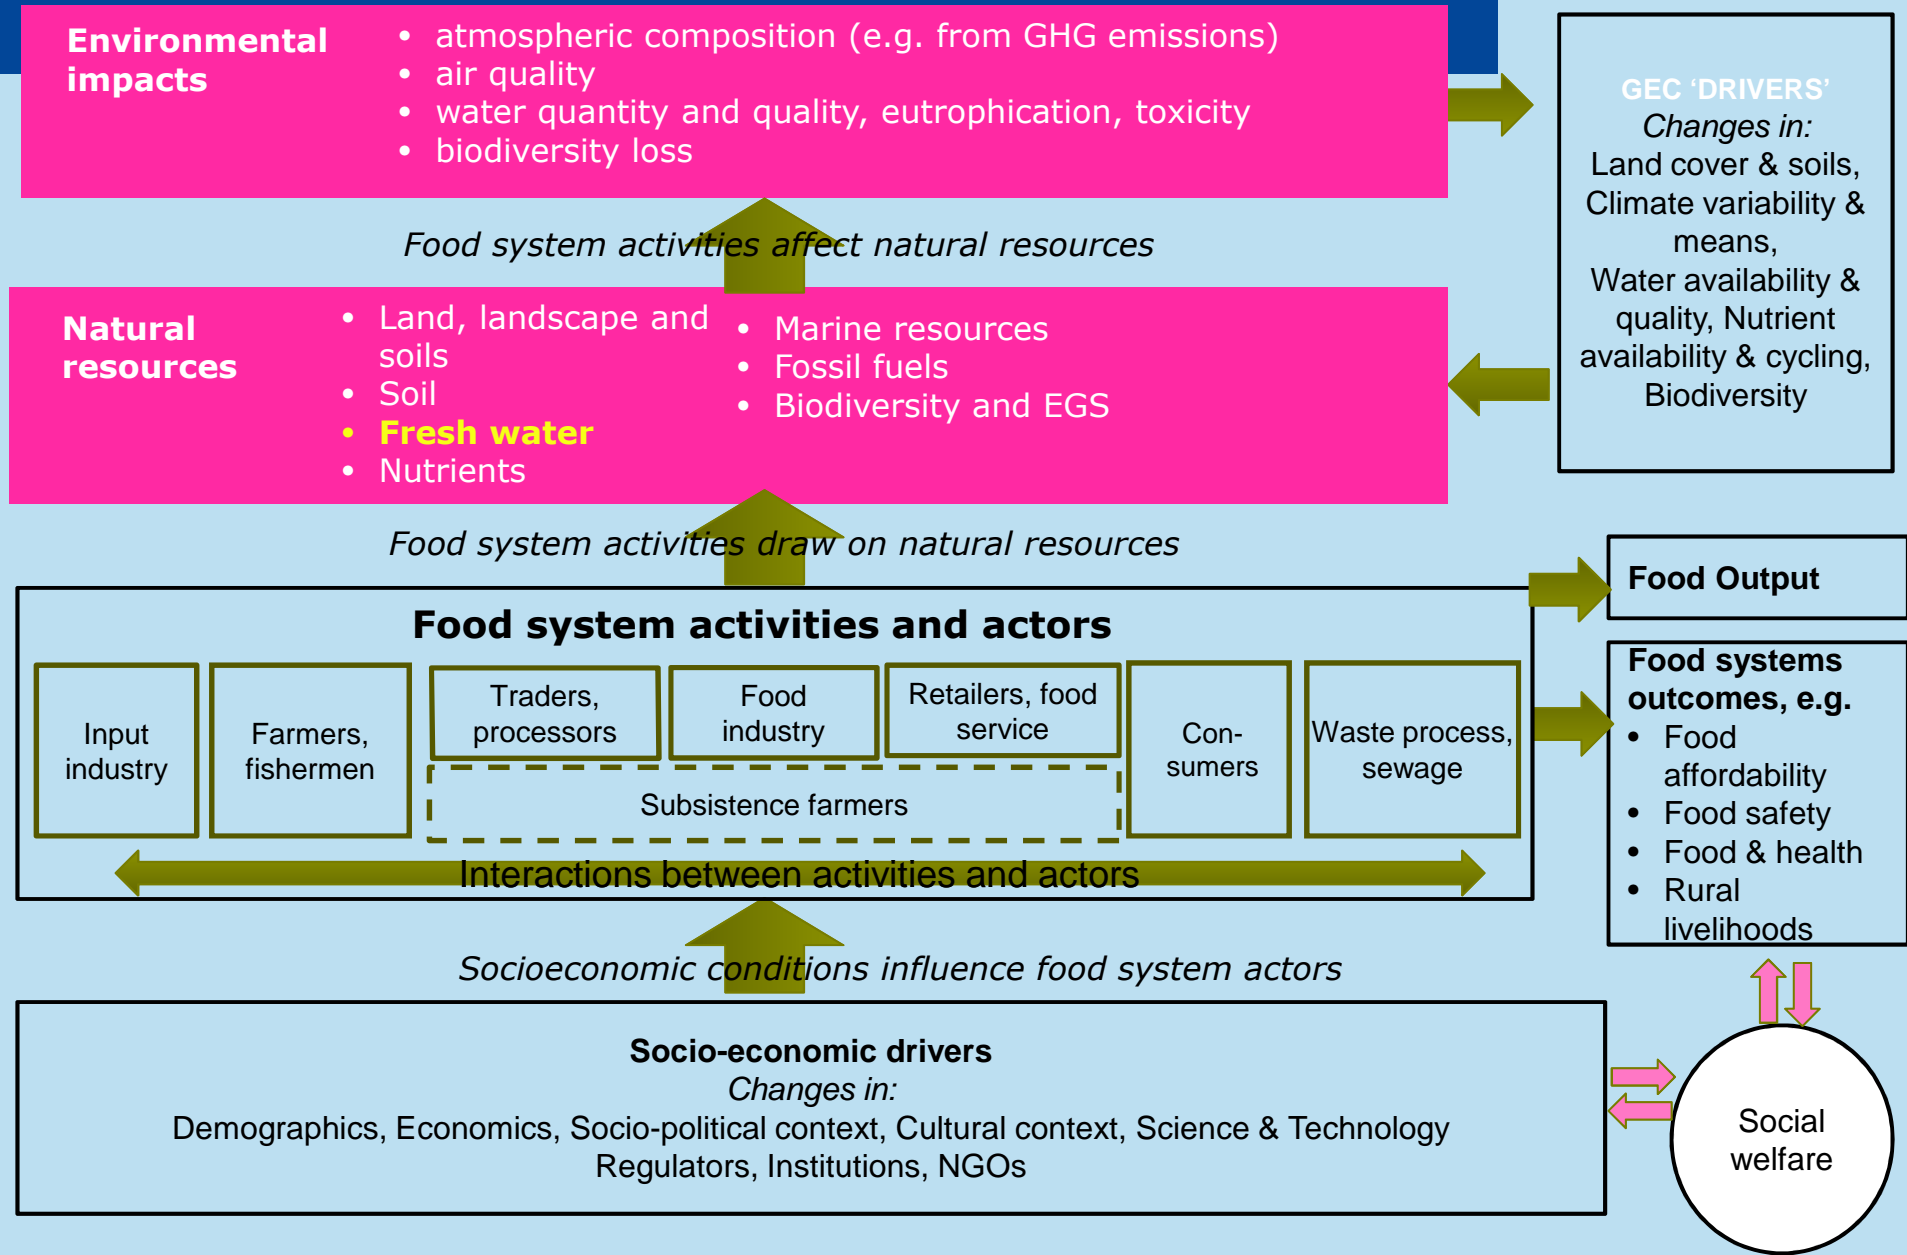 Environmental
impacts
• atmospheric composition (e.g. from GHG emissions)
• air quality
• water quantity and quality, eutrophication, toxicity
• biodiversity loss
GEC ‘DRIVERS’
Changes in:
Land cover & soils,
Climate variability &
means,
Water availability &
quality, Nutrient
availability & cycling,
Biodiversity
Food system activities affect natural resources
Natural
resources
• Land, landscape and
soils
• Soil
• Fresh water
• Nutrients
• Marine resources
• Fossil fuels
• Biodiversity and EGS
Food system activities draw on natural resources
Food system activities and actors
Input
industry
Farmers,
fishermen
Traders,
processors
Food
industry
Retailers, food
service
Subsistence farmers
Con-
sumers
Waste process,
sewage
Interactions between activities and actors
Food Output
Food systems
outcomes, e.g.
• Food
affordability
• Food safety
• Food & health
• Rural
livelihoods
Socioeconomic conditions influence food system actors
Socio-economic drivers
Changes in:
Demographics, Economics, Socio-political context, Cultural context, Science & Technology
Regulators, Institutions, NGOs
Social
welfare